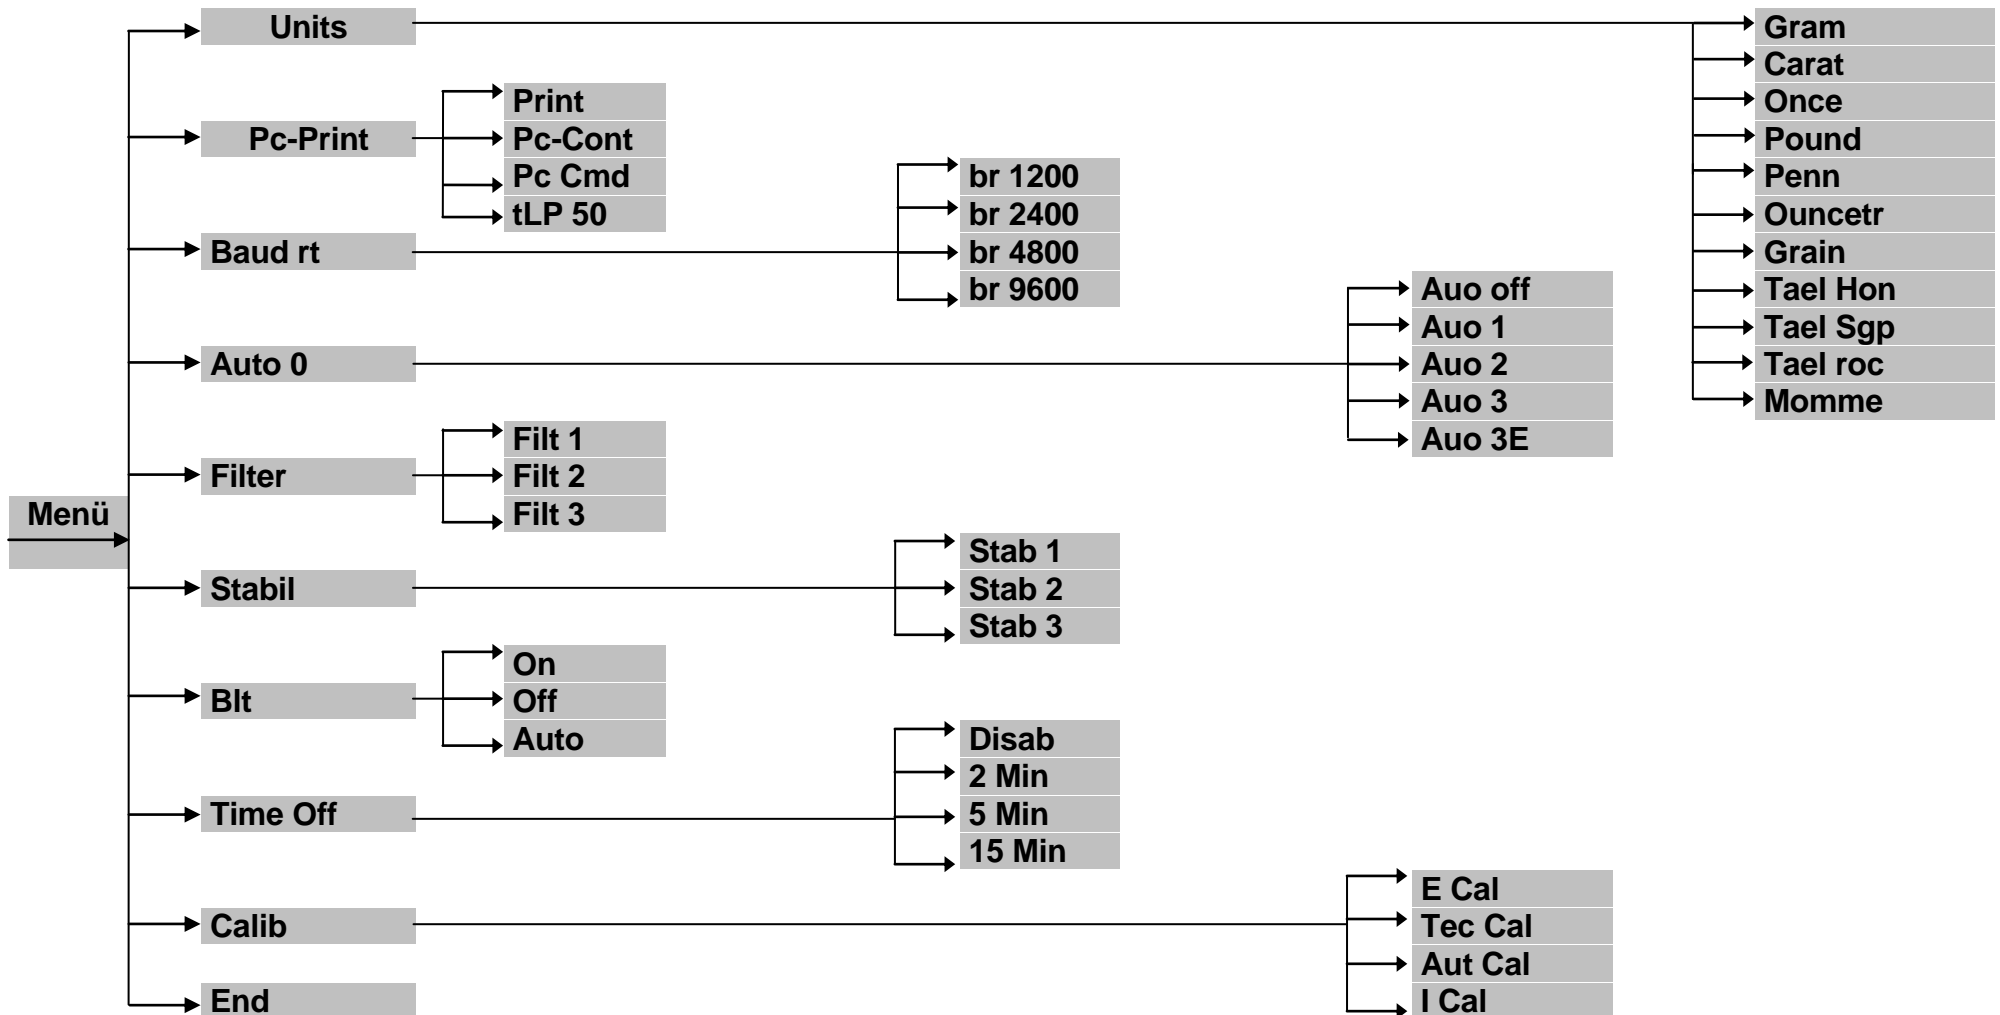 Menü
Units
Gram
Carat
Once
Pound
Penn
Ouncetr
Grain
Tael Hon
Tael Sgp
Tael roc
Momme
Pc-Print
Print
Pc-Cont
Pc Cmd
tLP 50
Baud rt
br 1200
br 2400
br 4800
br 9600
Auto 0
Auo off
Auo 1
Auo 2
Auo 3
Auo 3E
Filter
Filt 1
Filt 2
Filt 3
Stabil
Stab 1
Stab 2
Stab 3
Blt
On
Off
Auto
Time Off
Disab
2 Min
5 Min
15 Min
Calib
E Cal
Tec Cal
Aut Cal
I Cal
End